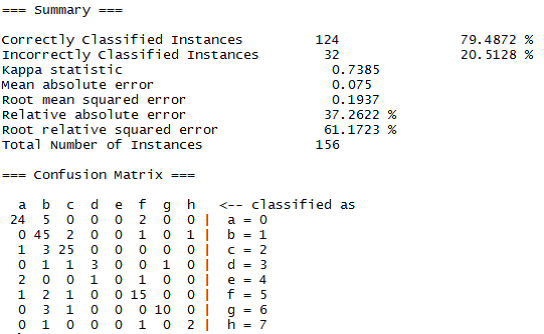 === Summary ===
Correctly Classified Instances 124 79.4872 %
Incorrectly Classified Instances 32 20.5128 %
Kappa statistic 0.7385
Mean absolute error 0.075
Root mean squared error 0.1937
Relative absolute error 37.2622 %
Root relative squared error 61.1723 %
Total Number of Instances 156
=== Confusion Matrix ===
a b c d e f g h <-- classified as
24 5 0 0 0 2 0 0 | a = 0
0 45 2 0 0 1 0 1 | b = 1
1 3 25 0 0 0 0 0 | c = 2
0 1 1 3 0 0 1 0 | d = 3
2 0 0 1 0 1 0 0 | e = 4
1 2 1 0 0 15 0 0 | f = 5
0 3 1 0 0 0 10 0 | g = 6
0 1 0 0 0 1 0 2 | h = 7